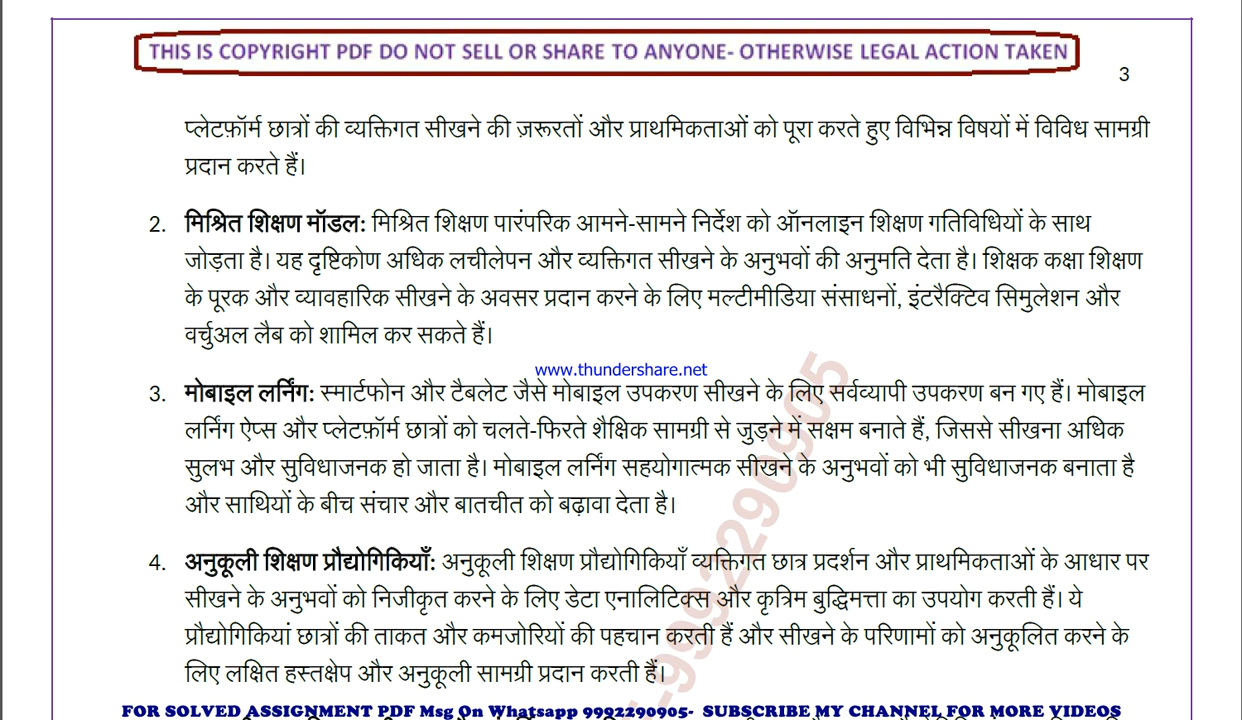 THIS IS COPYRIGHT PDF DO NOT SELL OR SHARE TO ANYONE- OTHERWISE LEGAL ACTION TAKEN
3
प्लेटफ़ॉर्म छात्रों की व्यक्तिगत सीखने की ज़रूरतों और प्राथमिकताओं को पूरा करते हुए विभिन्न विषयों में विविध सामग्री
प्रदान करते हैं।
2. मिश्रित शिक्षण मॉडल: मिश्रित शिक्षण पारंपरिक आमने-सामने निर्देश को ऑनलाइन शिक्षण गतिविधियों के साथ
जोड़ता है। यह दृष्टिकोण अधिक लचीलेपन और व्यक्तिगत सीखने के अनुभवों की अनुमति देता है। शिक्षक कक्षा शिक्षण
के पूरक और व्यावहारिक सीखने के अवसर प्रदान करने के लिए मल्टीमीडिया संसाधनों, इंटरैक्टिव सिमुलेशन और
वर्चुअल लैब को शामिल कर सकते हैं।
www.thundershare.net
3. मोबाइल लर्निंग: स्मार्टफोन और टैबलेट जैसे मोबाइल उपकरण सीखने के लिए सर्वव्यापी उपकरण बन गए हैं। मोबाइल
लर्निंग ऐप्स और प्लेटफ़ॉर्म छात्रों को चलते-फिरते शैक्षिक सामग्री से जुड़ने में सक्षम बनाते हैं, जिससे सीखना अधिक
सुलभ और सुविधाजनक हो जाता है। मोबाइल लर्निंग सहयोगात्मक सीखने के अनुभवों को भी सुविधाजनक बनाता है
और साथियों के बीच संचार और बातचीत को बढ़ावा देता है।
4. अनुकूली शिक्षण प्रौद्योगिकियाँ: अनुकूली शिक्षण प्रौद्योगिकियाँ व्यक्तिगत छात्र प्रदर्शन और प्राथमिकताओं के आधार पर
सीखने के अनुभवों को निजीकृत करने के लिए डेटा एनालिटिक्स और कृत्रिम बुद्धिमत्ता का उपयोग करती हैं। ये
प्रौद्योगिकियां छात्रों की ताकत और कमजोरियों की पहचान करती हैं और सीखने के परिणामों को अनुकूलित करने के
लिए लक्षित हस्तक्षेप और अनुकूली सामग्री प्रदान करती हैं।
-9992290905
FOR SOLVED ASSIGNMENT PDF Msg On Whatsapp 9992290905- SUBSCRIBE MY CHANNEL FOR MORE VIDEOS